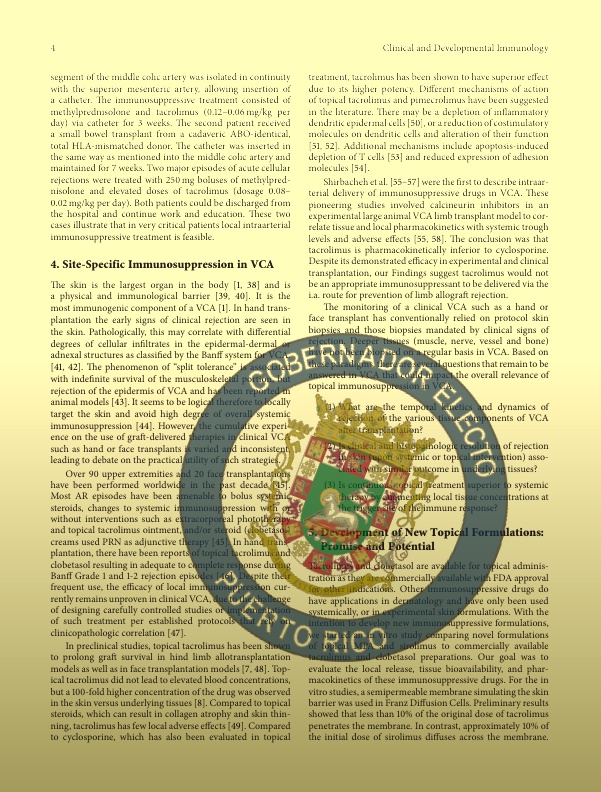 4
Clinical and Developmental Immunology
segment of the middle colic artery was isolated in continuity
with the superior mesenteric artery, allowing insertion of
a catheter. The immunosuppressive treatment consisted of
methylprednisolone and tacrolimus (0.12–0.06 mg/kg per
day) via catheter for 3 weeks. The second patient received
a small bowel transplant from a cadaveric ABO-identical,
total HLA-mismatched donor. The catheter was inserted in
the same way as mentioned into the middle colic artery and
maintained for 7 weeks. Two major episodes of acute cellular
rejections were treated with 250 mg boluses of methylpred-
nisolone and elevated doses of tacrolimus (dosage 0.08–
0.02 mg/kg per day). Both patients could be discharged from
the hospital and continue work and education. These two
cases illustrate that in very critical patients local intraarterial
immunosuppressive treatment is feasible.
4. Site-Specific Immunosuppression in VCA
The skin is the largest organ in the body [1, 38] and is
a physical and immunological barrier [39, 40]. It is the
most immunogenic component of a VCA [1]. In hand trans-
plantation the early signs of clinical rejection are seen in
the skin. Pathologically, this may correlate with differential
degrees of cellular infiltrates in the epidermal-dermal or
adnexal structures as classified by the Banff system for VCA
[41, 42]. The phenomenon of "split tolerance" is associated
with indefinite survival of the musculoskeletal portion, but
rejection of the epidermis of VCA and has been reported in
animal models [43]. It seems to be logical therefore to locally
target the skin and avoid high degree of overall systemic
immunosuppression [44]. However, the cumulative experi-
ence on the use of graft-delivered therapies in clinical VCA
such as hand or face transplants is varied and inconsistent,
leading to debate on the practical utility of such strategies.
Over 90 upper extremities and 20 face transplantations
have been performed worldwide in the past decade [45].
Most AR episodes have been amenable to bolus systemic
steroids, changes to systemic immunosuppression with or
without interventions such as extracorporeal phototherapy
and topical tacrolimus ointment, and/or steroid (clobetasol)
creams used PRN as adjunctive therapy [45]. In hand trans-
plantation, there have been reports of topical tacrolimus and
clobetasol resulting in adequate to complete response during
Banff Grade 1 and 1-2 rejection episodes [46]. Despite their
frequent use, the efficacy of local immunosuppression cur-
rently remains unproven in clinical VCA, due to the challenge
of designing carefully controlled studies or implementation
of such treatment per established protocols that rely on
clinicopathologic correlation [47].
In preclinical studies, topical tacrolimus has been shown
to prolong graft survival in hind limb allotransplantation
models as well as in face transplantation models [7, 48]. Top-
ical tacrolimus did not lead to elevated blood concentrations,
but a 100-fold higher concentration of the drug was observed
in the skin versus underlying tissues [8]. Compared to topical
steroids, which can result in collagen atrophy and skin thin-
ning, tacrolimus has few local adverse effects [49]. Compared
to cyclosporine, which has also been evaluated in topical
treatment, tacrolimus has been shown to have superior effect
due to its higher potency. Different mechanisms of action
of topical tacrolimus and pimecrolimus have been suggested
in the literature. There may be a depletion of inflammatory
dendritic epidermal cells [50], or a reduction of costimulatory
molecules on dendritic cells and alteration of their function
[51, 52]. Additional mechanisms include apoptosis-induced
depletion of T cells [53] and reduced expression of adhesion
molecules [54].
Shirbacheh et al. [55–57] were the first to describe intraar-
terial delivery of immunosuppressive drugs in VCA. These
pioneering studies involved calcineurin inhibitors in an
experimental large animal VCA limb transplant model to cor-
relate tissue and local pharmacokinetics with systemic trough
levels and adverse effects [55, 58]. The conclusion was that
tacrolimus is pharmacokinetically inferior to cyclosporine.
Despite its demonstrated efficacy in experimental and clinical
transplantation, our Findings suggest tacrolimus would not
be an appropriate immunosuppressant to be delivered via the
i.a. route for prevention of limb allograft rejection.
The monitoring of a clinical VCA such as a hand or
face transplant has conventionally relied on protocol skin
biopsies and those biopsies mandated by clinical signs of
rejection. Deeper tissues (muscle, nerve, vessel and bone)
have not been biopsied on a regular basis in VCA. Based on
these paradigms, there are several questions that remain to be
answered in VCA that could impact the overall relevance of
topical immunosuppression in VCA.
(1) What are the temporal kinetics and dynamics of
rejection of the various tissue components of VCA
after transplantation?
(2) Is clinical and histopathologic resolution of rejection
in skin (upon systemic or topical intervention) asso-
ciated with similar outcome in underlying tissues?
(3) Is continuous topical treatment superior to systemic
therapy by augmenting local tissue concentrations at
the trigger site of the immune response?
5. Development of New Topical Formulations:
Promise and Potential
Tacrolimus and clobetasol are available for topical adminis-
tration as they are commercially available with FDA approval
for other indications. Other immunosuppressive drugs do
have applications in dermatology and have only been used
systemically, or in experimental skin formulations. With the
intention to develop new immunosuppressive formulations,
we started an in vitro study comparing novel formulations
of topical MPA and sirolimus to commercially available
tacrolimus and clobetasol preparations. Our goal was to
evaluate the local release, tissue bioavailability, and phar-
macokinetics of these immunosuppressive drugs. For the in
vitro studies, a semipermeable membrane simulating the skin
barrier was used in Franz Diffusion Cells. Preliminary results
showed that less than 10% of the original dose of tacrolimus
penetrates the membrane. In contrast, approximately 10% of
the initial dose of sirolimus diffuses across the membrane.